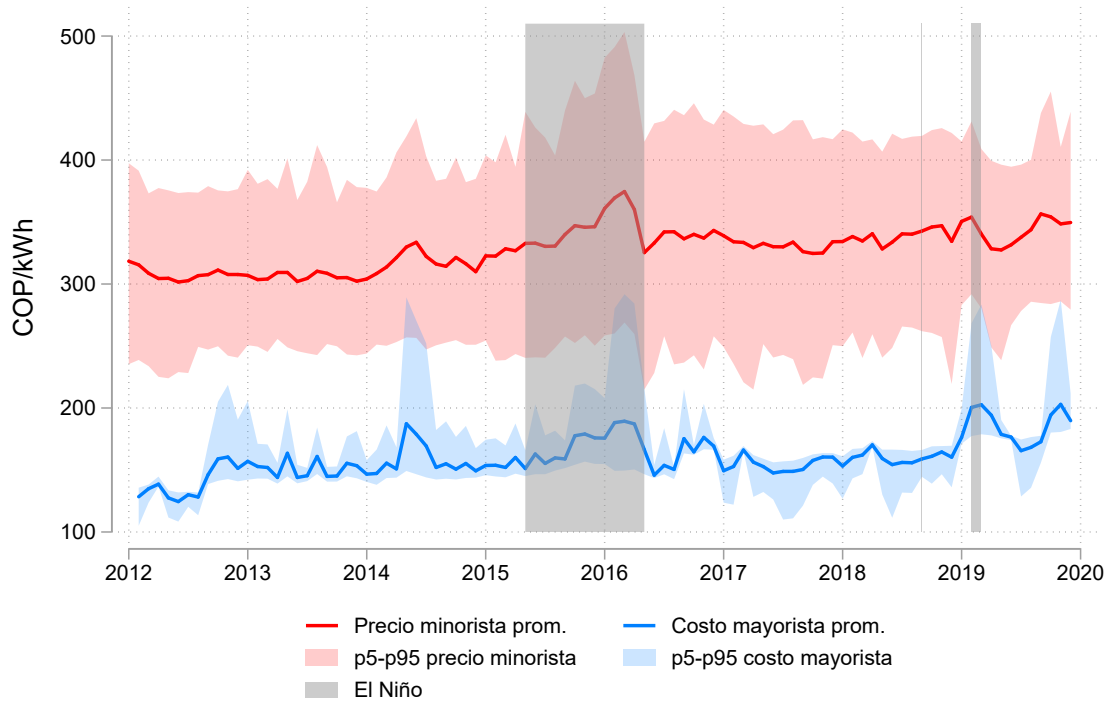 COP/kWh
500
400
300
200
100
2012 2013 2014 2015 2016 2017 2018 2019 2020
Precio minorista prom. Costo mayorista prom.
p5-p95 precio minorista p5-p95 costo mayorista
El Niño